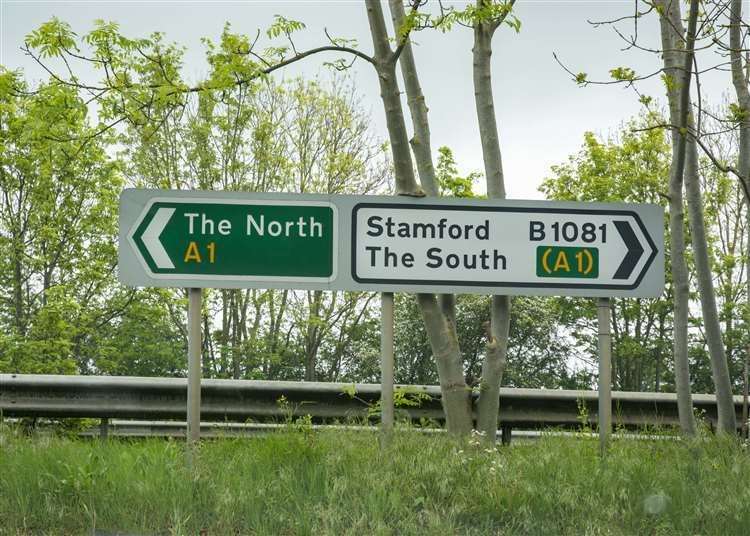 The North
A1
Stamford B1081
The South (A1)